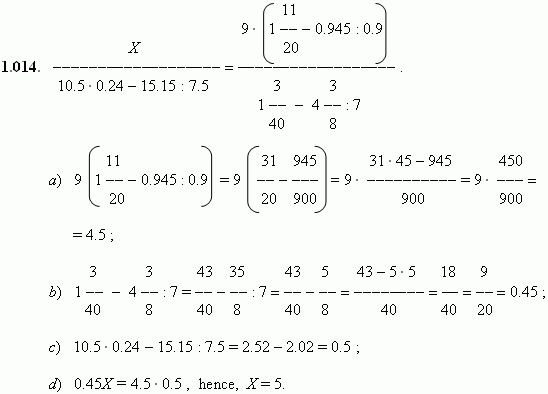 11
9 · ( 1 –– − 0.945 : 0.9 )
X 20
1.014. ––––––––––––––––––– = ––––––––––––––––––– .
10.5 · 0.24 − 15.15 : 7.5 3 3
1 –– − 4 –– : 7
40 8
11 31 945 31 · 45 − 945 450
a) 9 ( 1 –– − 0.945 : 0.9 ) = 9 ( –– − ––– ) = 9 · –––––––––– = 9 · ––– =
20 20 900 900 900
= 4.5 ;
3 3 43 35 43 5 43 − 5 · 5 18 9
b) 1 –– − 4 –– : 7 = –– − –– : 7 = –– − –– = –––––––– = –– = –– = 0.45 ;
40 8 40 8 40 8 40 40 20
c) 10.5 · 0.24 − 15.15 : 7.5 = 2.52 − 2.02 = 0.5 ;
d) 0.45X = 4.5 · 0.5 , hence, X = 5.